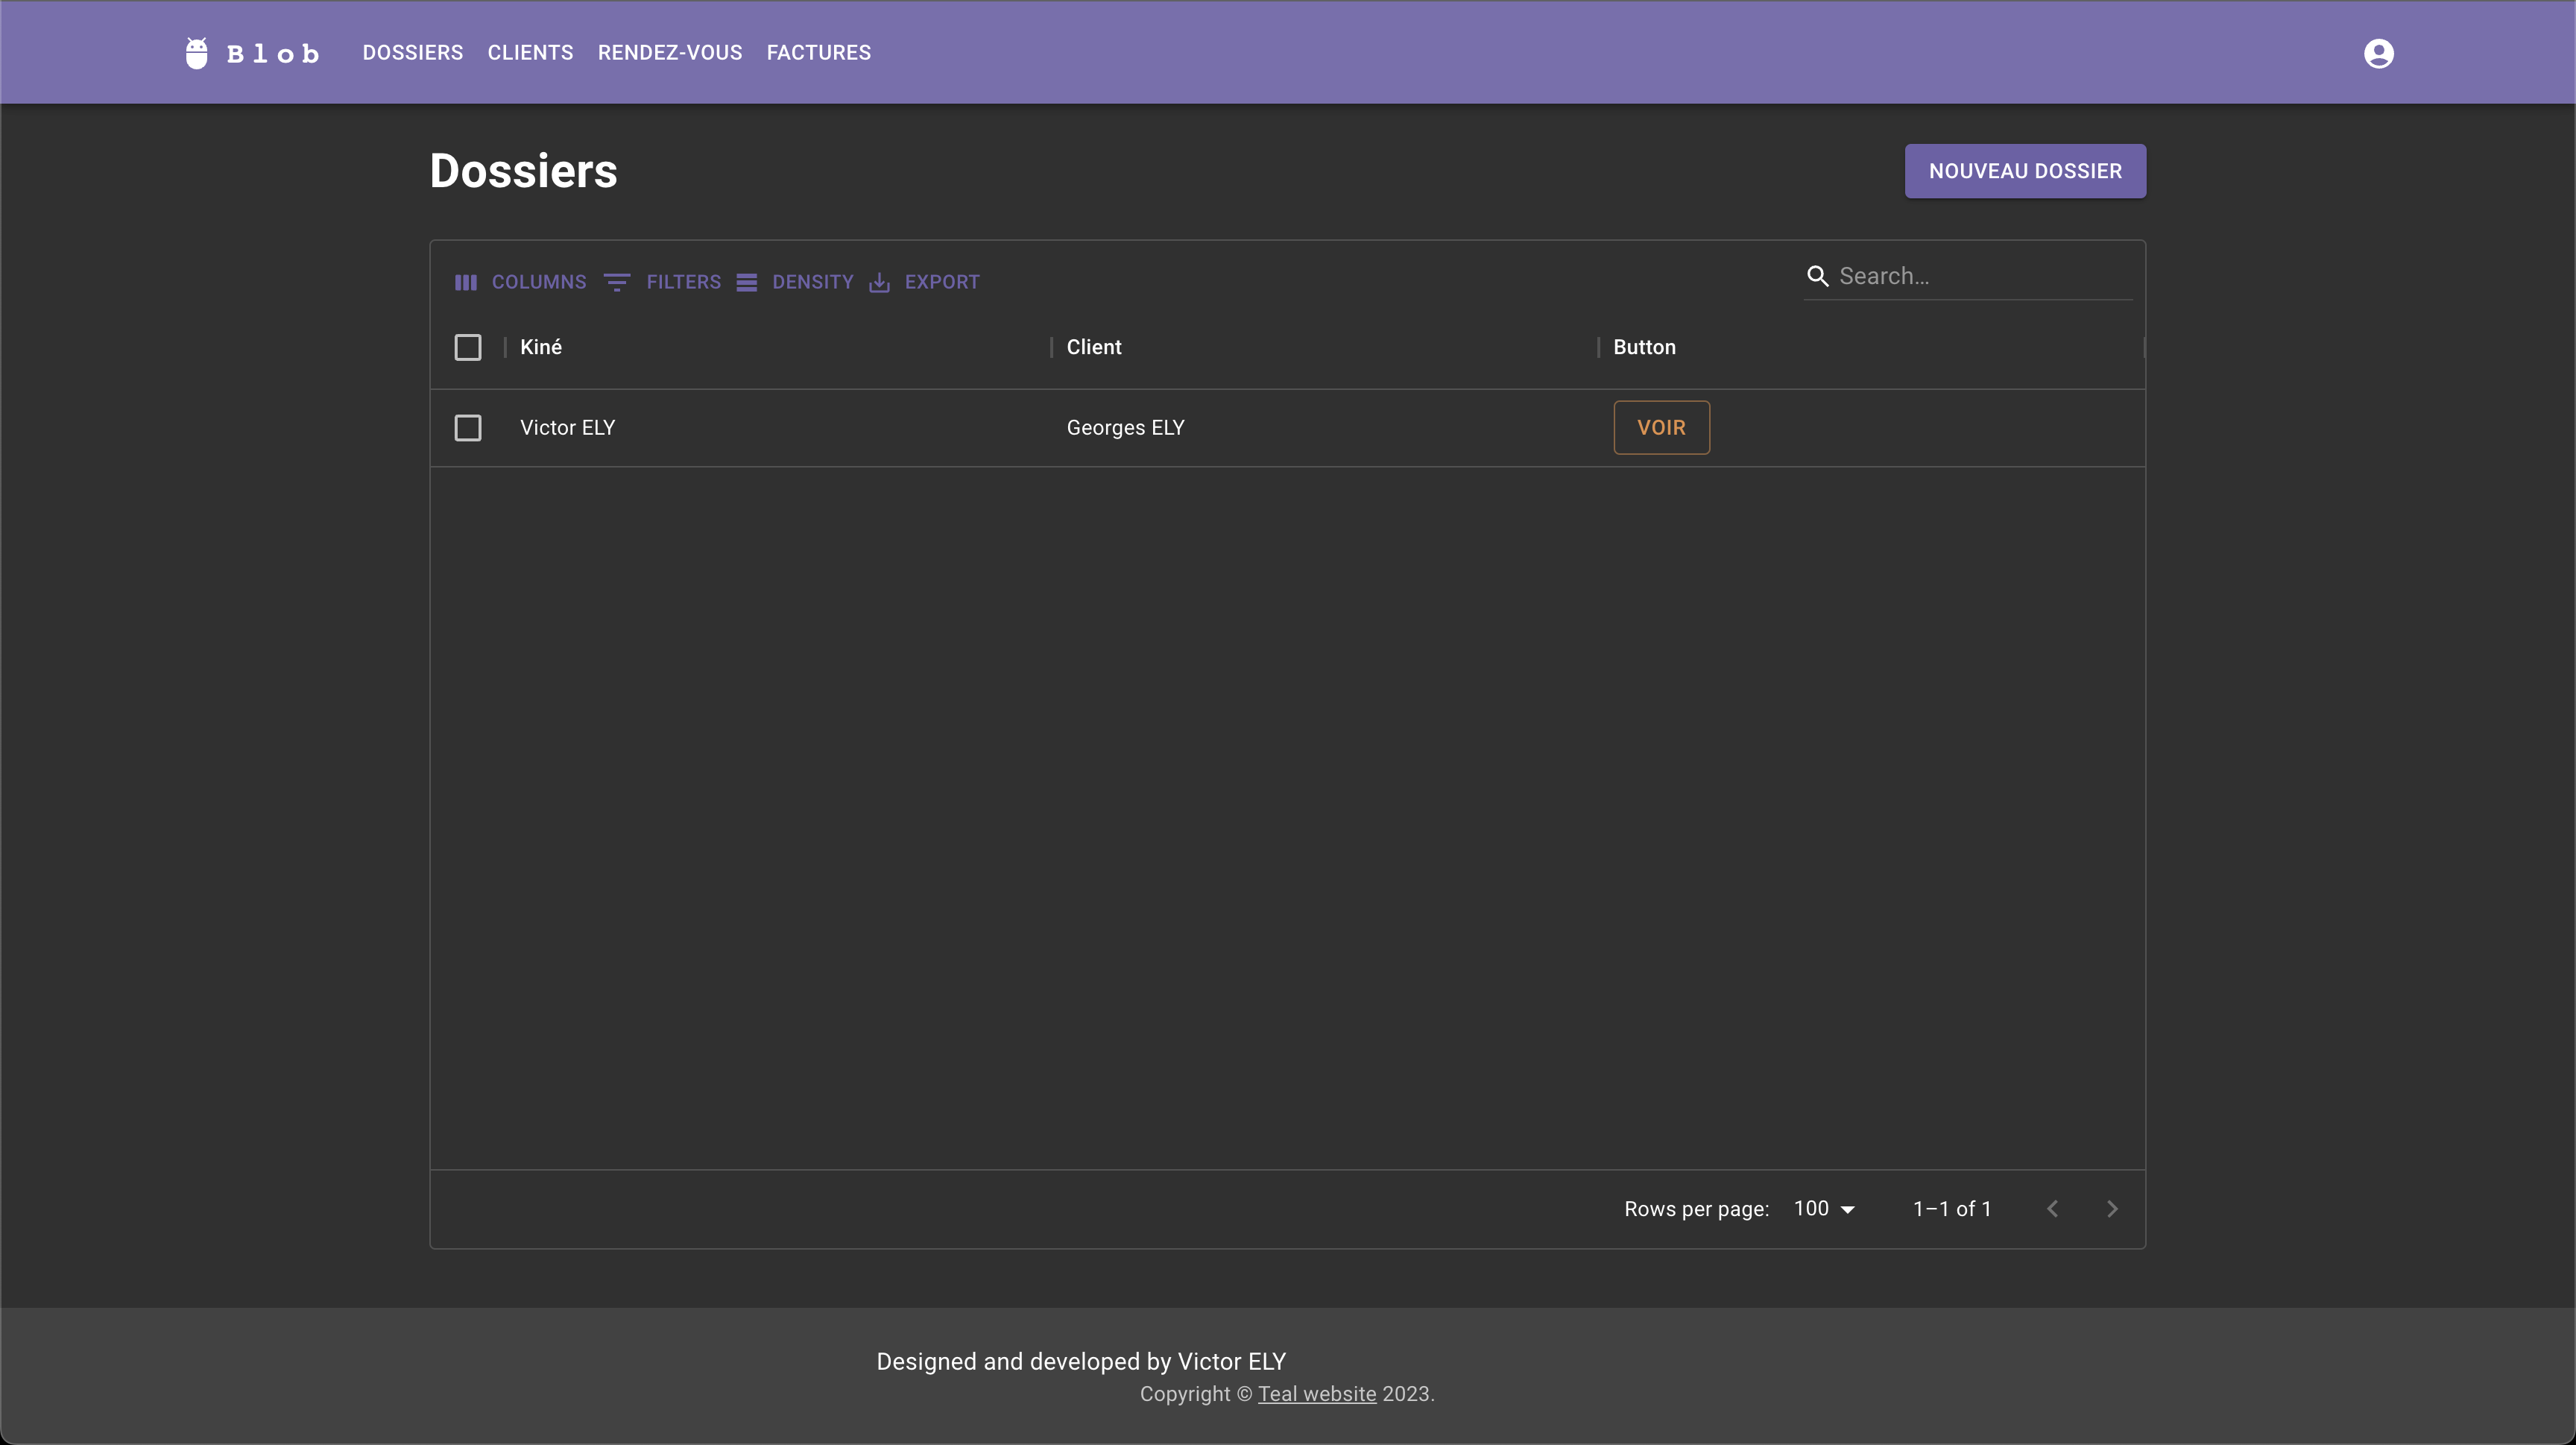 Blob DOSSIERS CLIENTS RENDEZ-VOUS FACTURES
Dossiers NOUVEAU DOSSIER
COLUMNS FILTERS DENSITY EXPORT Search…
Kiné Client Button
Victor ELY Georges ELY VOIR
Rows per page: 100 1–1 of 1
Designed and developed by Victor ELY
Copyright © Teal website 2023.